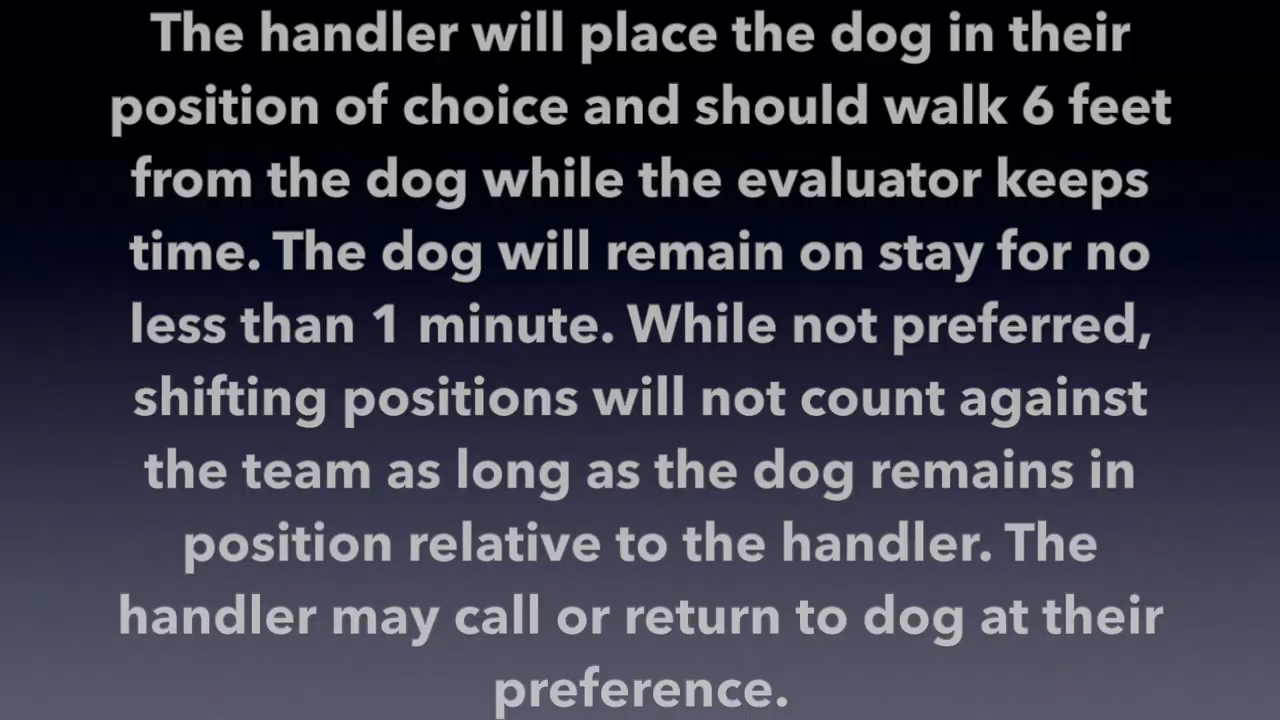 The handler will place the dog in their
position of choice and should walk 6 feet
from the dog while the evaluator keeps
time. The dog will remain on stay for no
less than 1 minute. While not preferred,
shifting positions will not count against
the team as long as the dog remains in
position relative to the handler. The
handler may call or return to dog at their
preference.